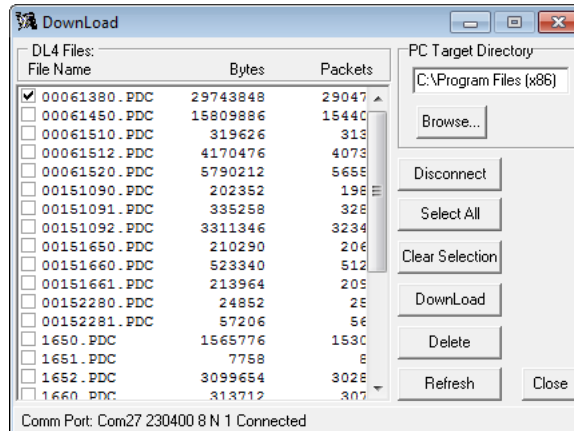 DownLoad
DL4 Files:
File Name Bytes Packets
00061380.PDC 29743848 29047
00061450.PDC 15809886 15440
00061510.PDC 319626 313
00061512.PDC 4170476 4073
00061520.PDC 5790212 5655
00151090.PDC 202352 198
00151091.PDC 335258 328
00151092.PDC 3311346 3234
00151650.PDC 210290 206
00151660.PDC 523340 512
00151661.PDC 213964 209
00152280.PDC 24852 25
00152281.PDC 57206 56
1650.PDC 1565776 1530
1651.PDC 7758 8
1652.PDC 3099654 3028
1660.PDC 313712 307
PC Target Directory
C:\Program Files (x86)
Browse...
Disconnect
Select All
Clear Selection
DownLoad
Delete
Refresh
Close
Comm Port: Com27 230400 8 N 1 Connected